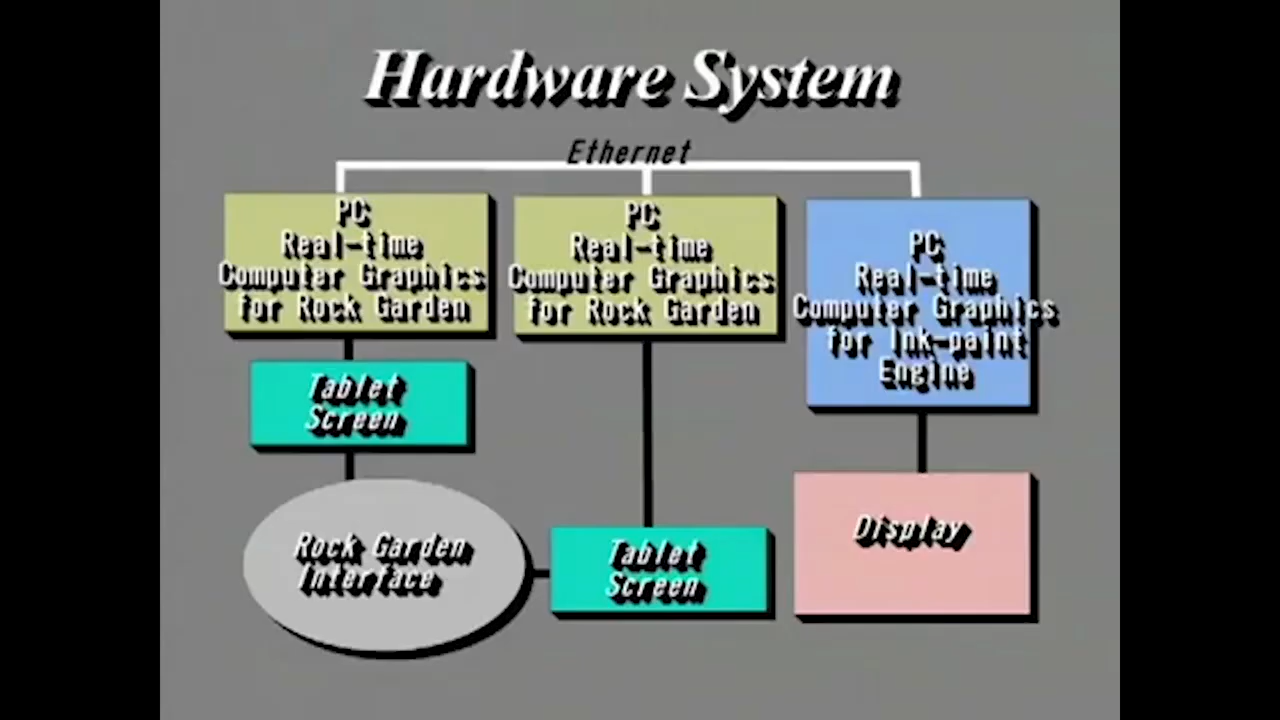 Hardware System
Ethernet
PC
Real-time
Computer Graphics
for Rock Garden
PC
Real-time
Computer Graphics
for Rock Garden
PC
Real-time
Computer Graphics
for Ink-paint
Engine
Tablet
Screen
Rock Garden
Interface
Tablet
Screen
Display